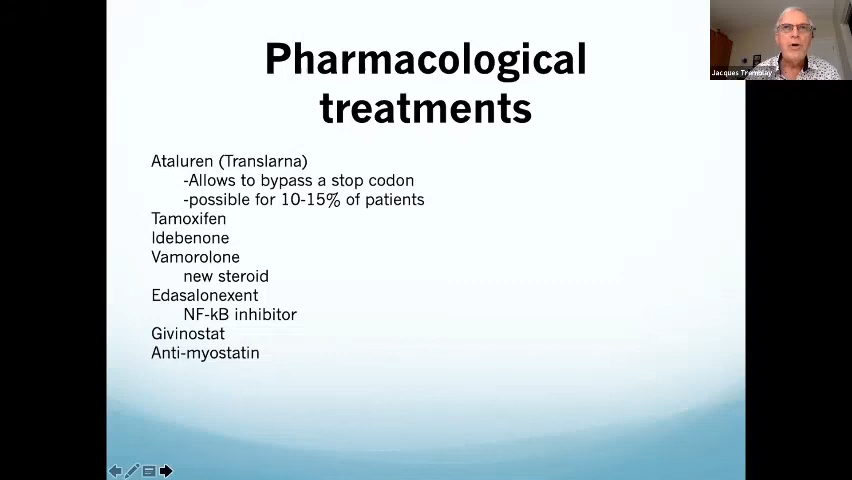 Pharmacological
treatments
Jacques Tremblay
Ataluren (Translarna)
-Allows to bypass a stop codon
-possible for 10-15% of patients
Tamoxifen
Idebenone
Vamorolone
new steroid
Edasalonexent
NF-kB inhibitor
Givinostat
Anti-myostatin